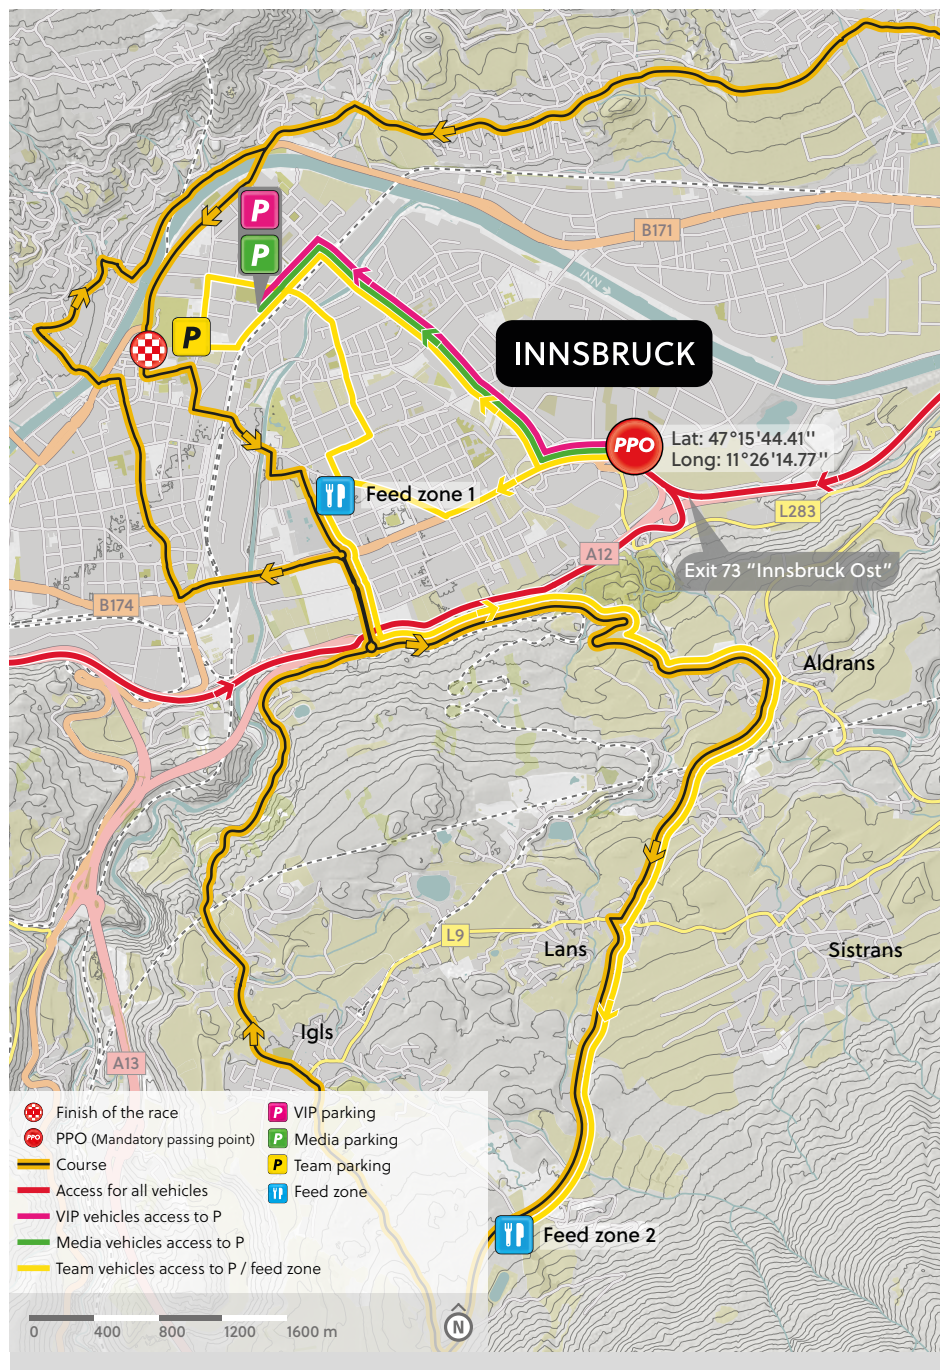 P
P
B171
INN
P
INNSBRUCK
PPO
Lat: 47°15'44.41''
Long: 11°26'14.77''
Feed zone 1
L283
A12
Exit 73 “Innsbruck Ost”
B174
Aldrans
L9
Lans
Sistrans
Igls
A13
Finish of the race
PPO PPO (Mandatory passing point)
Course
Access for all vehicles
VIP vehicles access to P
Media vehicles access to P
Team vehicles access to P / feed zone
P VIP parking
P Media parking
P Team parking
Feed zone
Feed zone 2
0 400 800 1200 1600 m
N